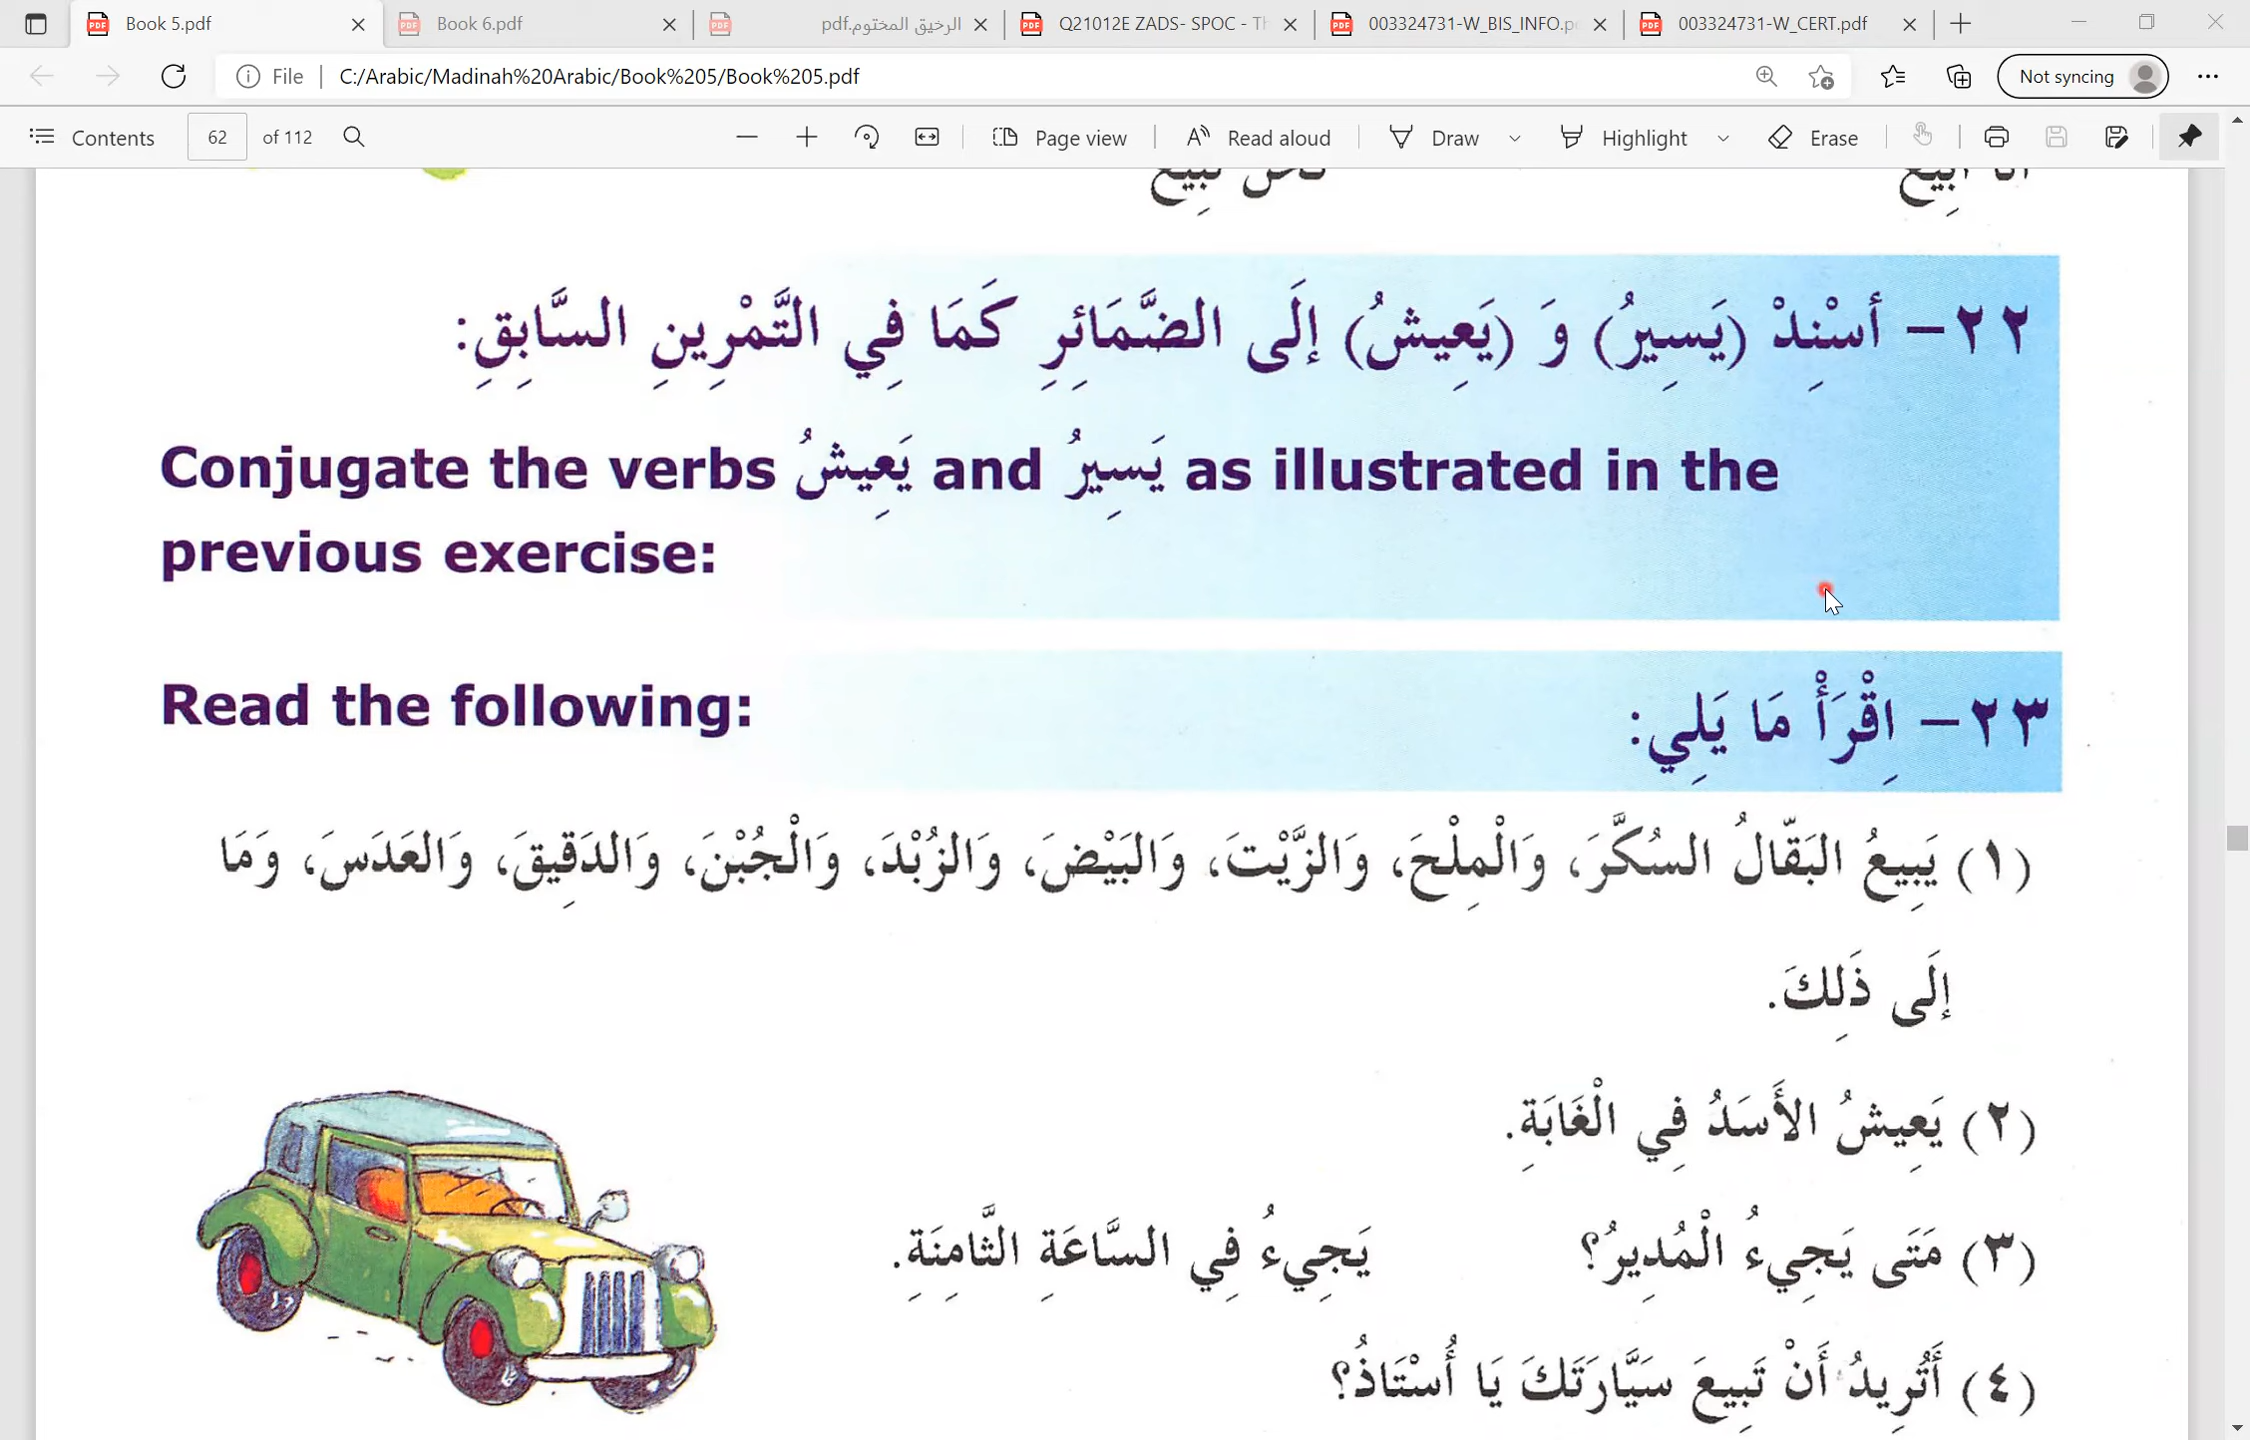 Book 5.pdf
Book 6.pdf
الرخيق المختوم.pdf
Q21012E ZADS- SPOC - Th
003324731-W_BIS_INFO.p
003324731-W_CERT.pdf
File
C:/Arabic/Madinah%20Arabic/Book%205/Book%205.pdf
Not syncing
Contents
62
of 112
Page view
Read aloud
Draw
Highlight
Erase
٢٢ – أسْنِدْ (يَسِيرُ) وَ (يَعِيشُ) إلَى الضَّمَائِرِ كَمَا فِي التَّمْرِينِ السَّابِقِ:
Conjugate the verbs يَعِيشُ and يَسِيرُ as illustrated in the
previous exercise:
Read the following:
٢٣ – اِقْرَأْ مَا يَلِي:
(١) يَبِيعُ البَقّالُ السُكَّرَ، وَالْمِلْحَ، وَالزَّيْتَ، وَالبَيْضَ، وَالزُبْدَ، وَالْجُبْنَ، وَالدَقِيقَ، وَالعَدَسَ، وَمَا
إلَى ذَلِكَ.
(٢) يَعِيشُ الأَسَدُ فِي الْغَابَةِ.
(٣) مَتَى يَجِيءُ الْمُدِيرُ؟ يَجِيءُ فِي السَّاعَةِ الثَّامِنَةِ.
(٤) أَتُرِيدُ أَنْ تَبِيعَ سَيَّارَتَكَ يَا أُسْتَاذُ؟